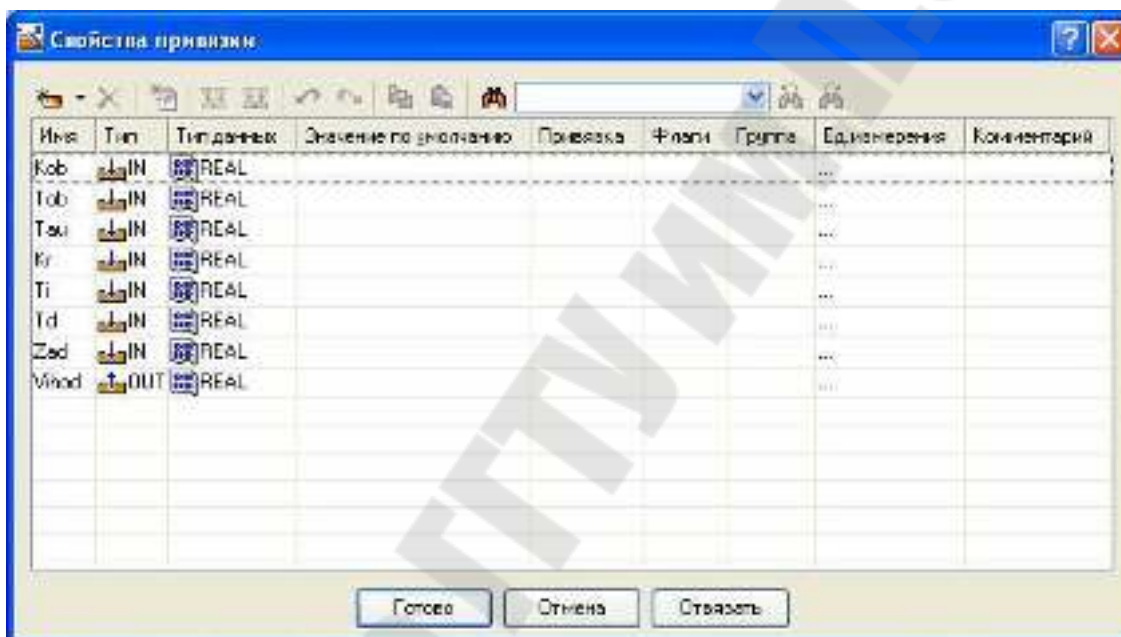 Свойства привязки
Имя Тип Тип данных Значение по умолчанию Привязка Флаги Группа Ед.измерения Комментарий
Kob IN REAL ...
Tob IN REAL ...
Tau IN REAL ...
Kr IN REAL ...
Ti IN REAL ...
Td IN REAL ...
Zad IN REAL ...
Vihod OUT REAL ...
Готово Отмена Отвязать
ГГТУ ИМ. П.